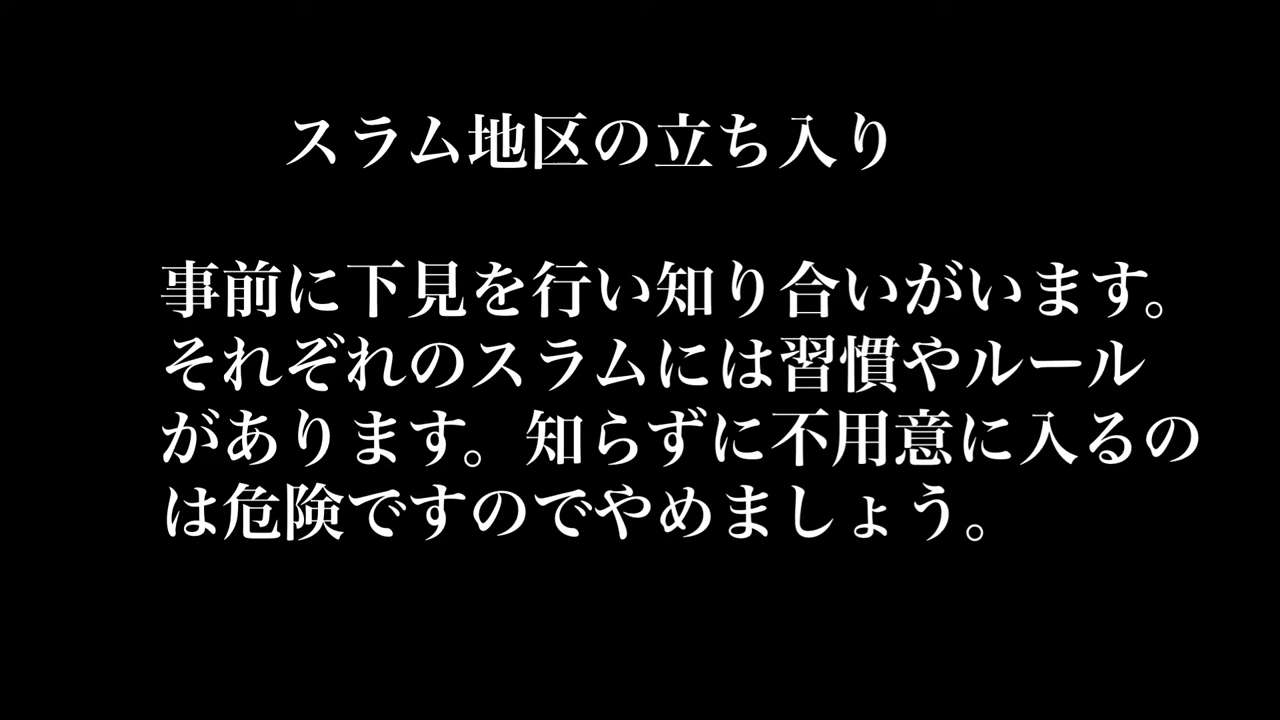 スラム地区の立ち入り
事前に下見を行い知り合いがいます。
それぞれのスラムには習慣やルール
があります。知らずに不用意に入るの
は危険ですのでやめましょう。